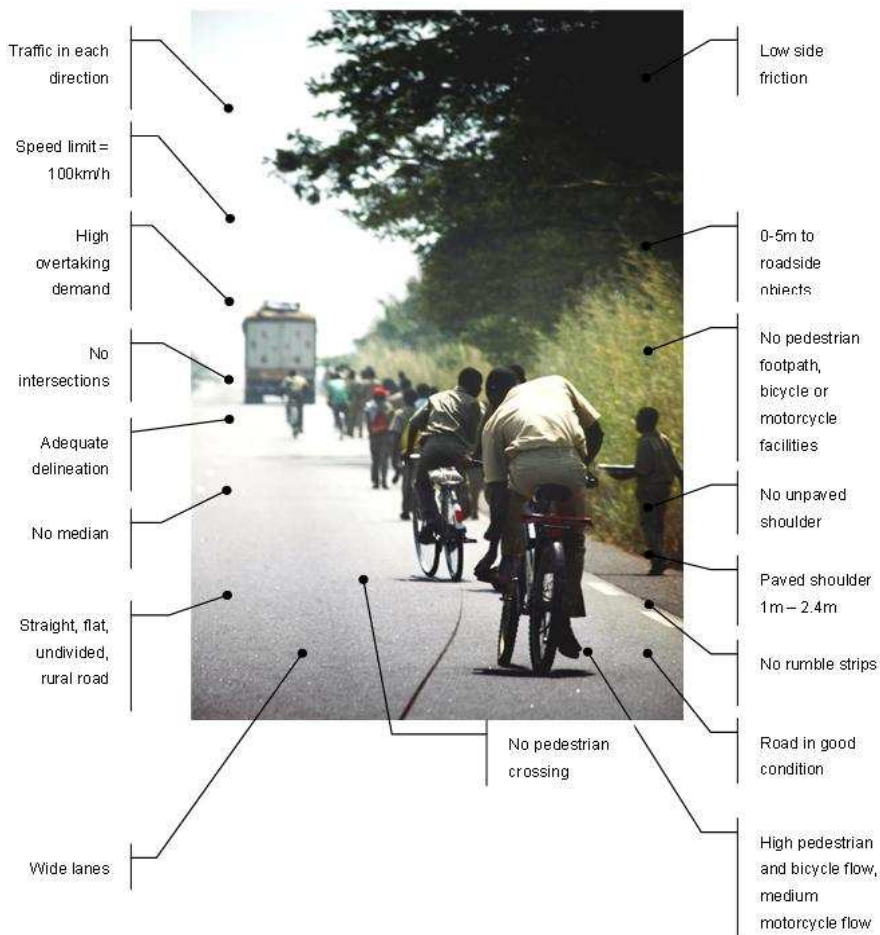 Traffic in each
direction
Speed limit =
100km/h
High
overtaking
demand
No
intersections
Adequate
delineation
No median
Straight, flat,
undivided,
rural road
Wide lanes
No pedestrian
crossing
Low side
friction
0-5m to
roadside
objects
No pedestrian
footpath,
bicycle or
motorcycle
facilities
No unpaved
shoulder
Paved shoulder
1m – 2.4m
No rumble strips
Road in good
condition
High pedestrian
and bicycle flow,
medium
motorcycle flow